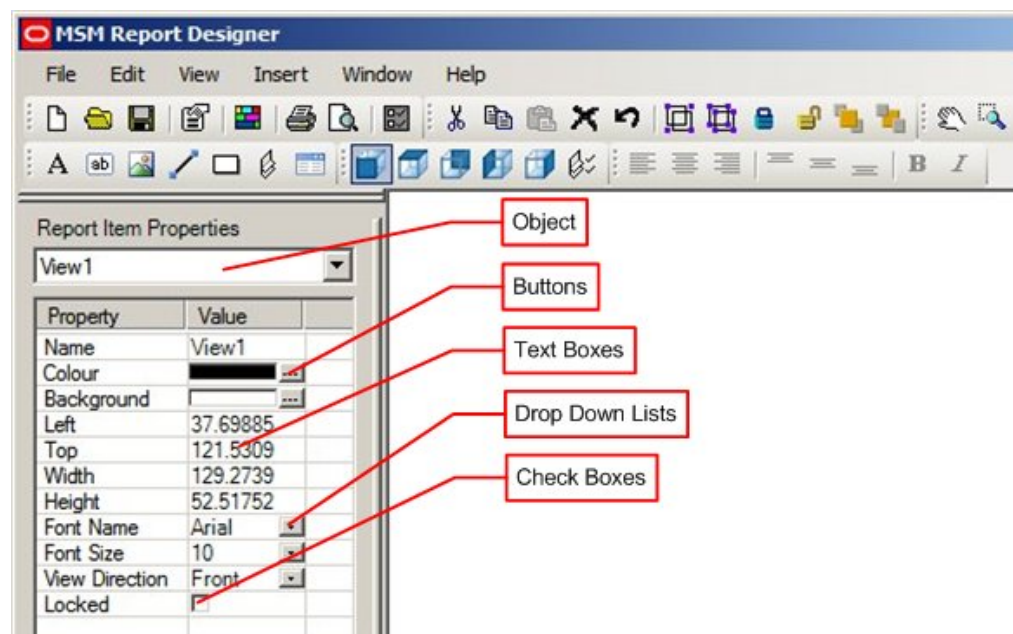 MSM Report Designer
File Edit View Insert Window Help
A ab B I
Report Item Properties
View1
Property Value
Name View1
Colour ...
Background ...
Left 37.69885
Top 121.5309
Width 129.2739
Height 52.51752
Font Name Arial
Font Size 10
View Direction Front
Locked
Object
Buttons
Text Boxes
Drop Down Lists
Check Boxes